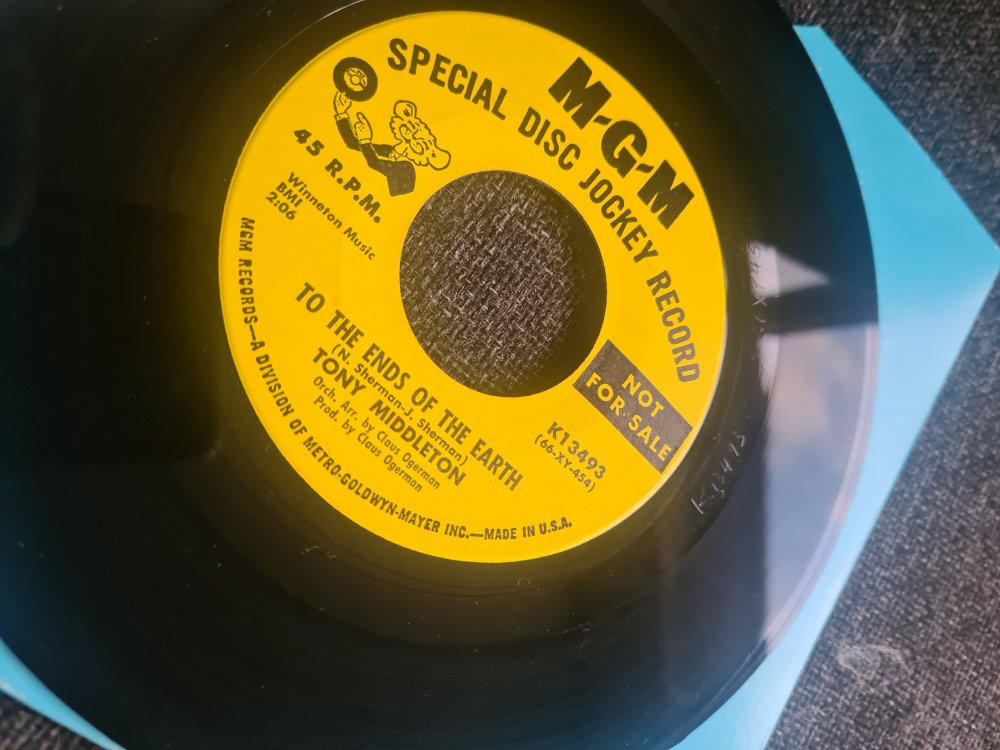 M-G-M
SPECIAL DISC JOCKEY RECORD
45 R.P.M.
Winneton Music
BMI
2:06
NOT
FOR SALE
TO THE ENDS OF THE EARTH
(N. Sherman-J. Sherman)
TONY MIDDLETON
Orch. Arr. by Claus Ogerman
Prod. by Claus Ogerman
K13493
(66-XY-454)
MGM RECORDS—A DIVISION OF METRO-GOLDWYN-MAYER INC.—MADE IN U.S.A.